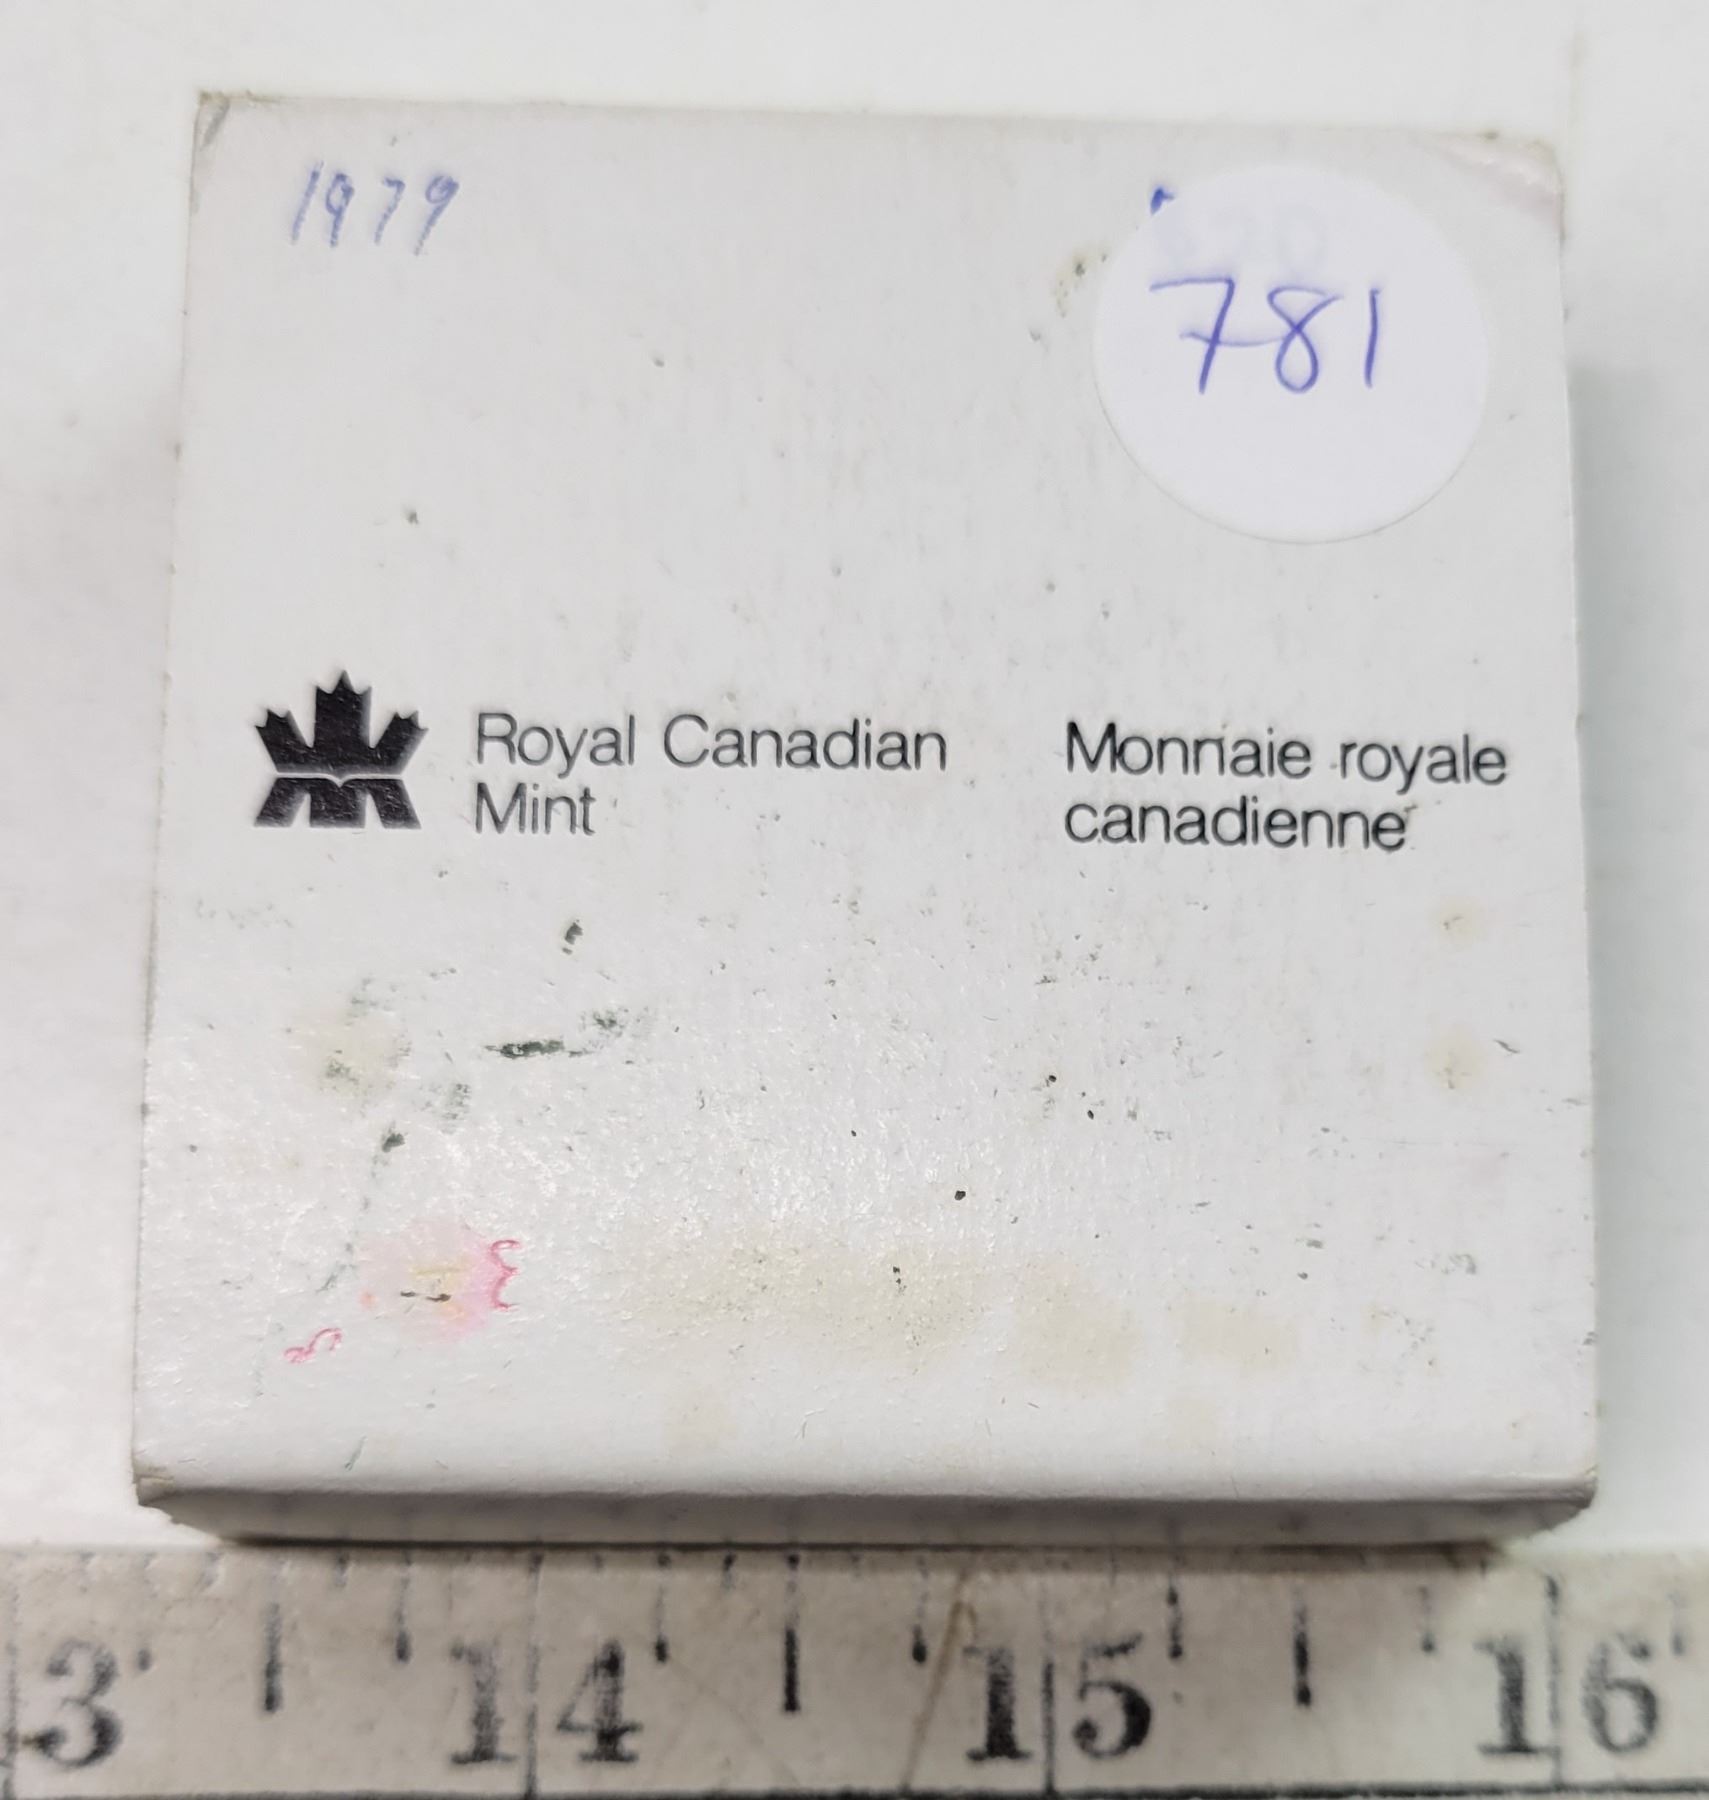 1979
781
Royal Canadian
Mint
Monnaie royale
canadienne
3 14 15 16